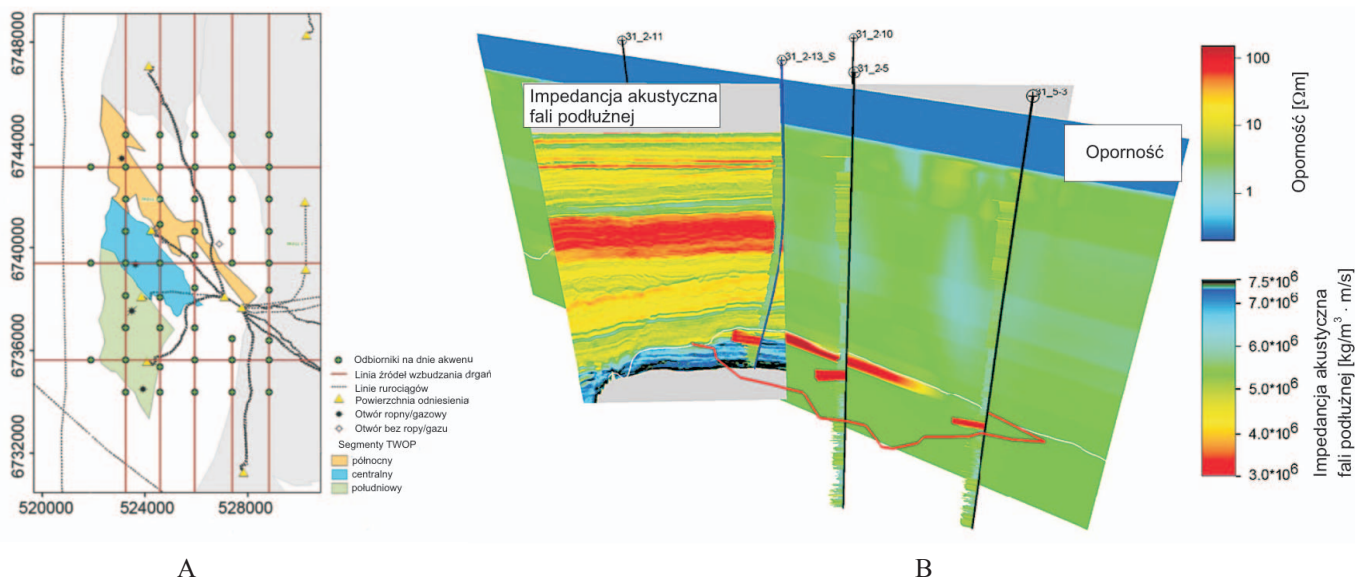 6748000
6744000
6740000
6736000
6732000
520000
524000
528000
Odbiorniki na dnie akwenu
Linia źródeł wzbudzania drgań
Linie rurociągów
Powierzchnia odniesienia
Otwór ropny/gazowy
Otwór bez ropy/gazu
Segmenty TWOP
północny
centralny
południowy
A
31_2-11
31_2-13_S
31_2-10
31_2-5
31_5-3
Impedancja akustyczna
fali podłużnej
Oporność
100
10
1
Oporność [Ωm]
7.5*10⁶
7.0*10⁶
6.0*10⁶
5.0*10⁶
4.0*10⁶
3.0*10⁶
Impedancja akustyczna
fali podłużnej [kg/m³ · m/s]
B